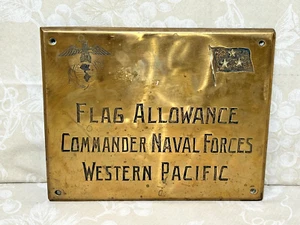 FLAG ALLOWANCE
COMMANDER NAVAL FORCES
WESTERN PACIFIC